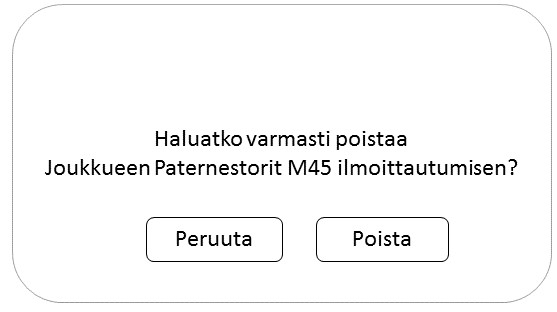 Haluatko varmasti poistaa
Joukkueen Paternestorit M45 ilmoittautumisen?
Peruuta Poista